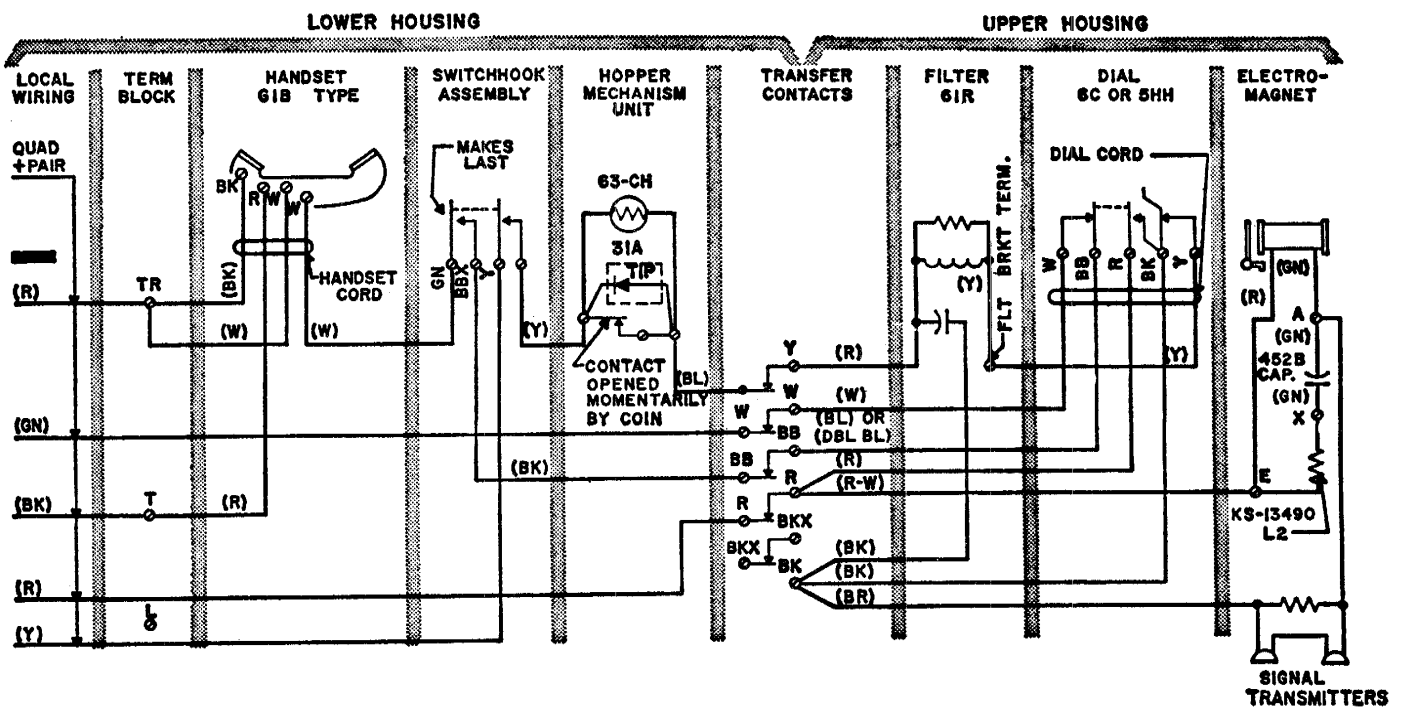 LOWER HOUSING
UPPER HOUSING
LOCAL
WIRING
TERM
BLOCK
HANDSET
G1B TYPE
SWITCHHOOK
ASSEMBLY
HOPPER
MECHANISM
UNIT
TRANSFER
CONTACTS
FILTER
61R
DIAL
6C OR 5HH
ELECTRO-
MAGNET
QUAD
+PAIR
(R)
(GN)
(BK)
(R)
(Y)
TR
T
L
BK
R
W
W
(BK)
HANDSET
CORD
(W)
(W)
(R)
MAKES
LAST
GN
BBX
Y
(Y)
(BK)
63-CH
31A
TIP
CONTACT
OPENED
MOMENTARILY
BY COIN
(BL)
Y
W
W
BB
BB
R
R
BKX
BKX
BK
(R)
(W)
(BL) OR
(DBL BL)
(R)
(R-W)
(BK)
(BK)
(BR)
(Y)
FLT BRKT TERM.
DIAL CORD
W
BB
R
BK
Y
(Y)
(GN)
(R)
A
(GN)
452B
CAP.
(GN)
X
E
KS-13490
L2
SIGNAL
TRANSMITTERS